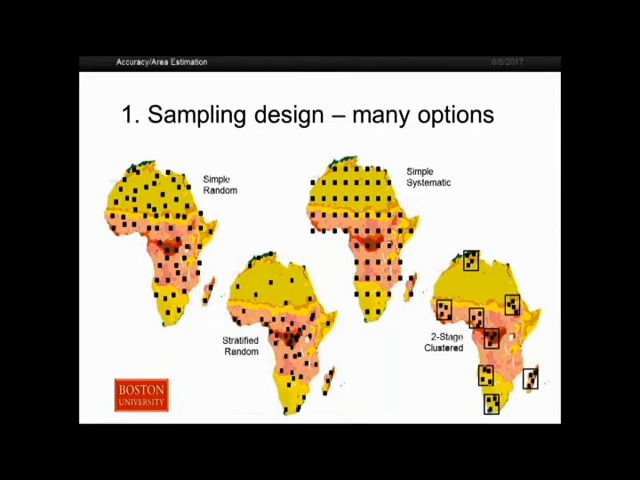 Accuracy/Area Estimation
6/6/2017
1. Sampling design – many options
Simple
Random
Simple
Systematic
Stratified
Random
2-Stage
Clustered
BOSTON
UNIVERSITY